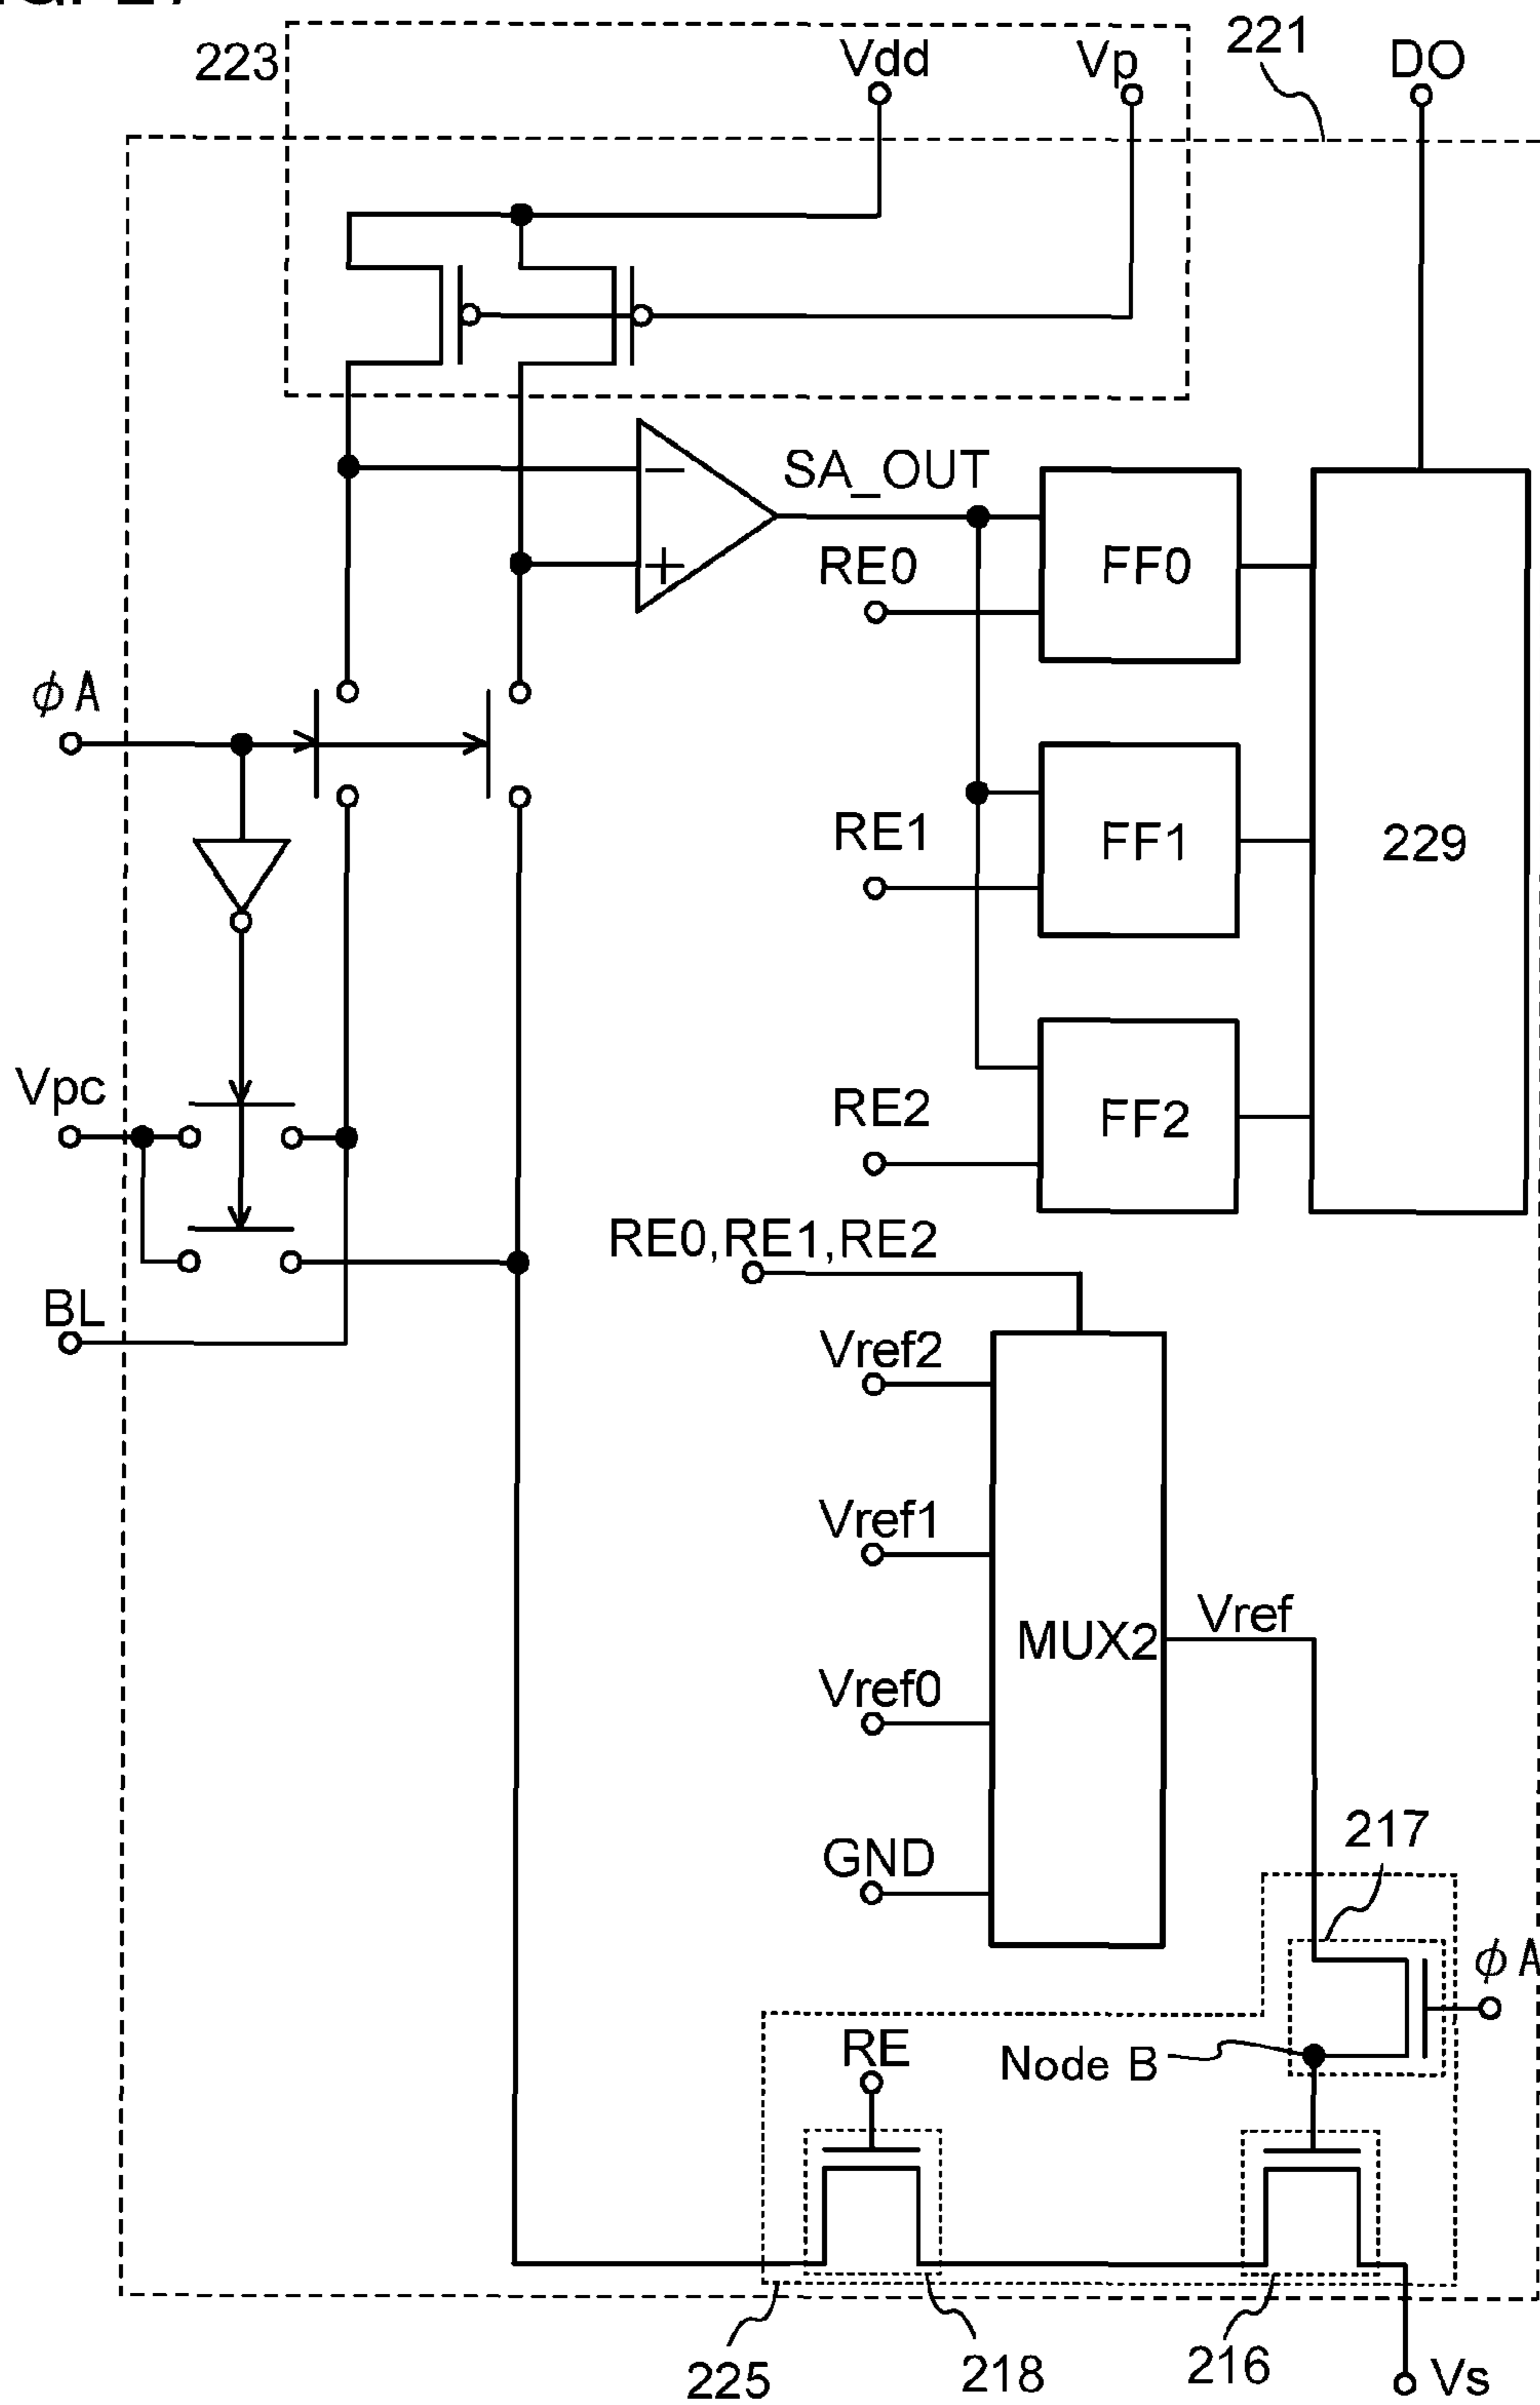 223
Vdd
Vp
221
DO
SA_OUT
RE0
FF0
ϕA
RE1
FF1
229
Vpc
RE2
FF2
RE0,RE1,RE2
BL
Vref2
Vref1
MUX2
Vref
Vref0
GND
217
ϕA
RE
Node B
225
218
216
Vs